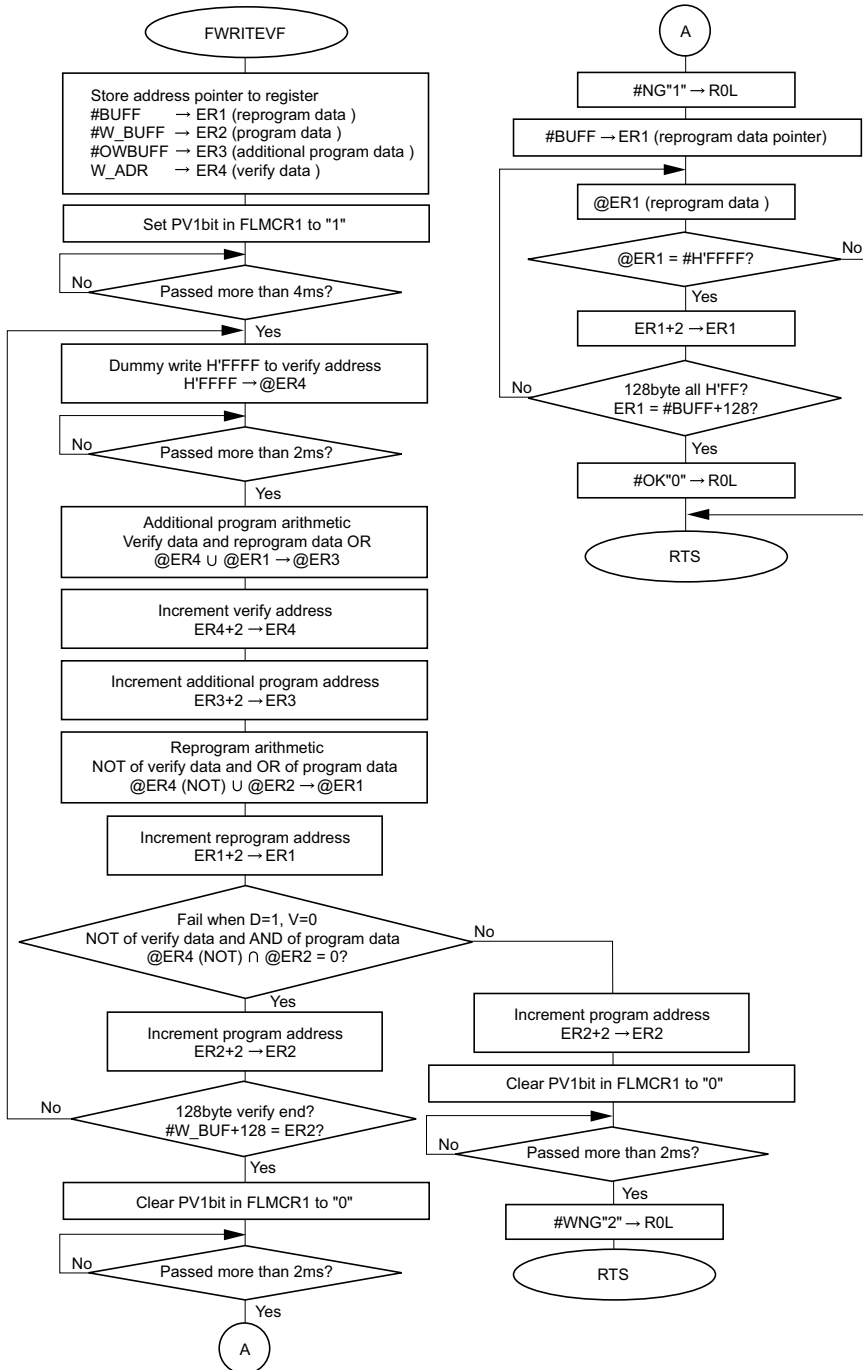 FWRITEVF
Store address pointer to register
#BUFF → ER1 (reprogram data )
#W_BUFF → ER2 (program data )
#OWBUFF → ER3 (additional program data )
W_ADR → ER4 (verify data )
Set PV1bit in FLMCR1 to "1"
No
Passed more than 4ms?
Yes
Dummy write H'FFFF to verify address
H'FFFF → @ER4
No
Passed more than 2ms?
Yes
Additional program arithmetic
Verify data and reprogram data OR
@ER4 ∪ @ER1 → @ER3
Increment verify address
ER4+2 → ER4
Increment additional program address
ER3+2 → ER3
Reprogram arithmetic
NOT of verify data and OR of program data
@ER4 (NOT) ∪ @ER2 → @ER1
Increment reprogram address
ER1+2 → ER1
Fail when D=1, V=0
NOT of verify data and AND of program data
@ER4 (NOT) ∩ @ER2 = 0?
No
Yes
Increment program address
ER2+2 → ER2
No
128byte verify end?
#W_BUF+128 = ER2?
Yes
Clear PV1bit in FLMCR1 to "0"
No
Passed more than 2ms?
Yes
A
Increment program address
ER2+2 → ER2
Clear PV1bit in FLMCR1 to "0"
No
Passed more than 2ms?
Yes
#WNG"2" → R0L
RTS
A
#NG"1" → R0L
#BUFF → ER1 (reprogram data pointer)
@ER1 (reprogram data )
@ER1 = #H'FFFF?
No
Yes
ER1+2 → ER1
No
128byte all H'FF?
ER1 = #BUFF+128?
Yes
#OK"0" → R0L
RTS